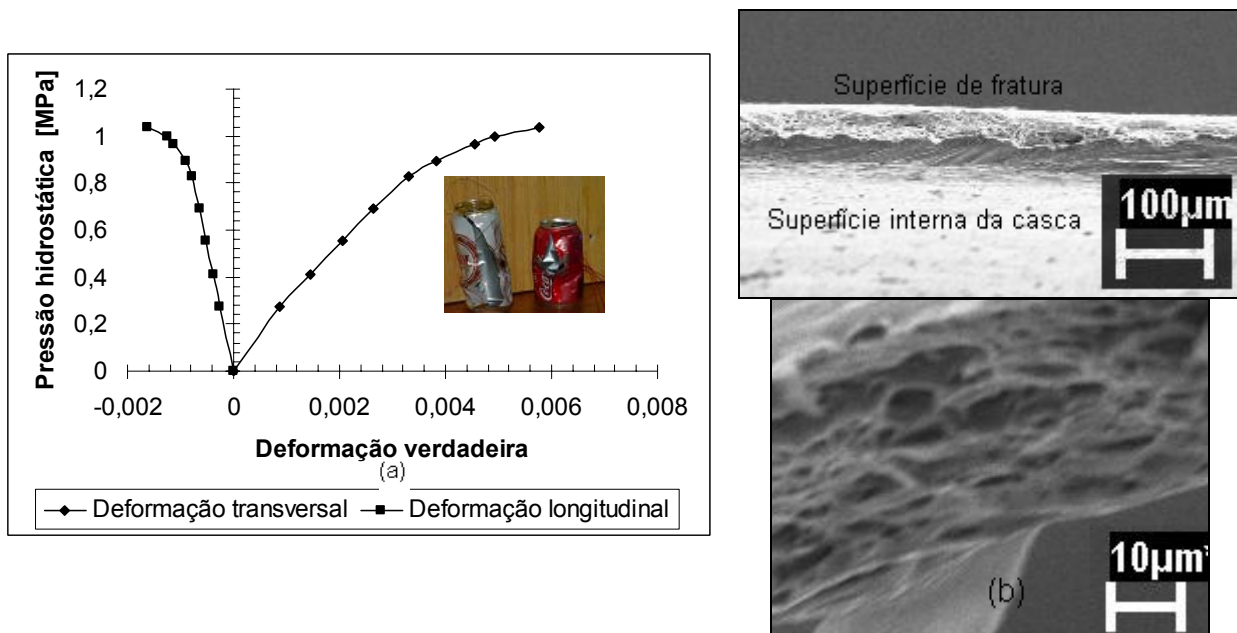 Pressão hidrostática [MPa]
1,2
1
0,8
0,6
0,4
0,2
0
-0,002
0
0,002
0,004
0,006
0,008
Deformação verdadeira
(a)
Deformação transversal
Deformação longitudinal
Coca-Cola
Superfície de fratura
Superfície interna da casca
100µm
(b)
10µm